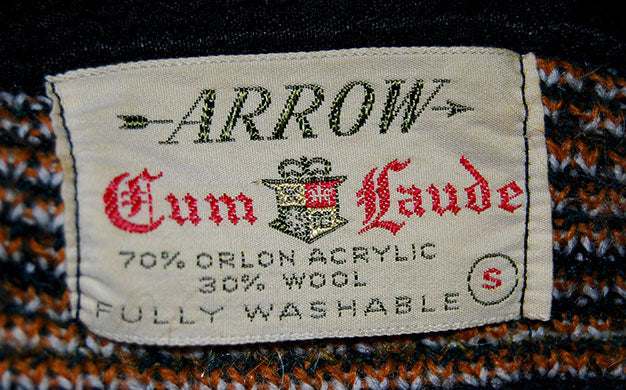 ARROW
Cum Laude
70% ORLON ACRYLIC
30% WOOL
FULLY WASHABLE S